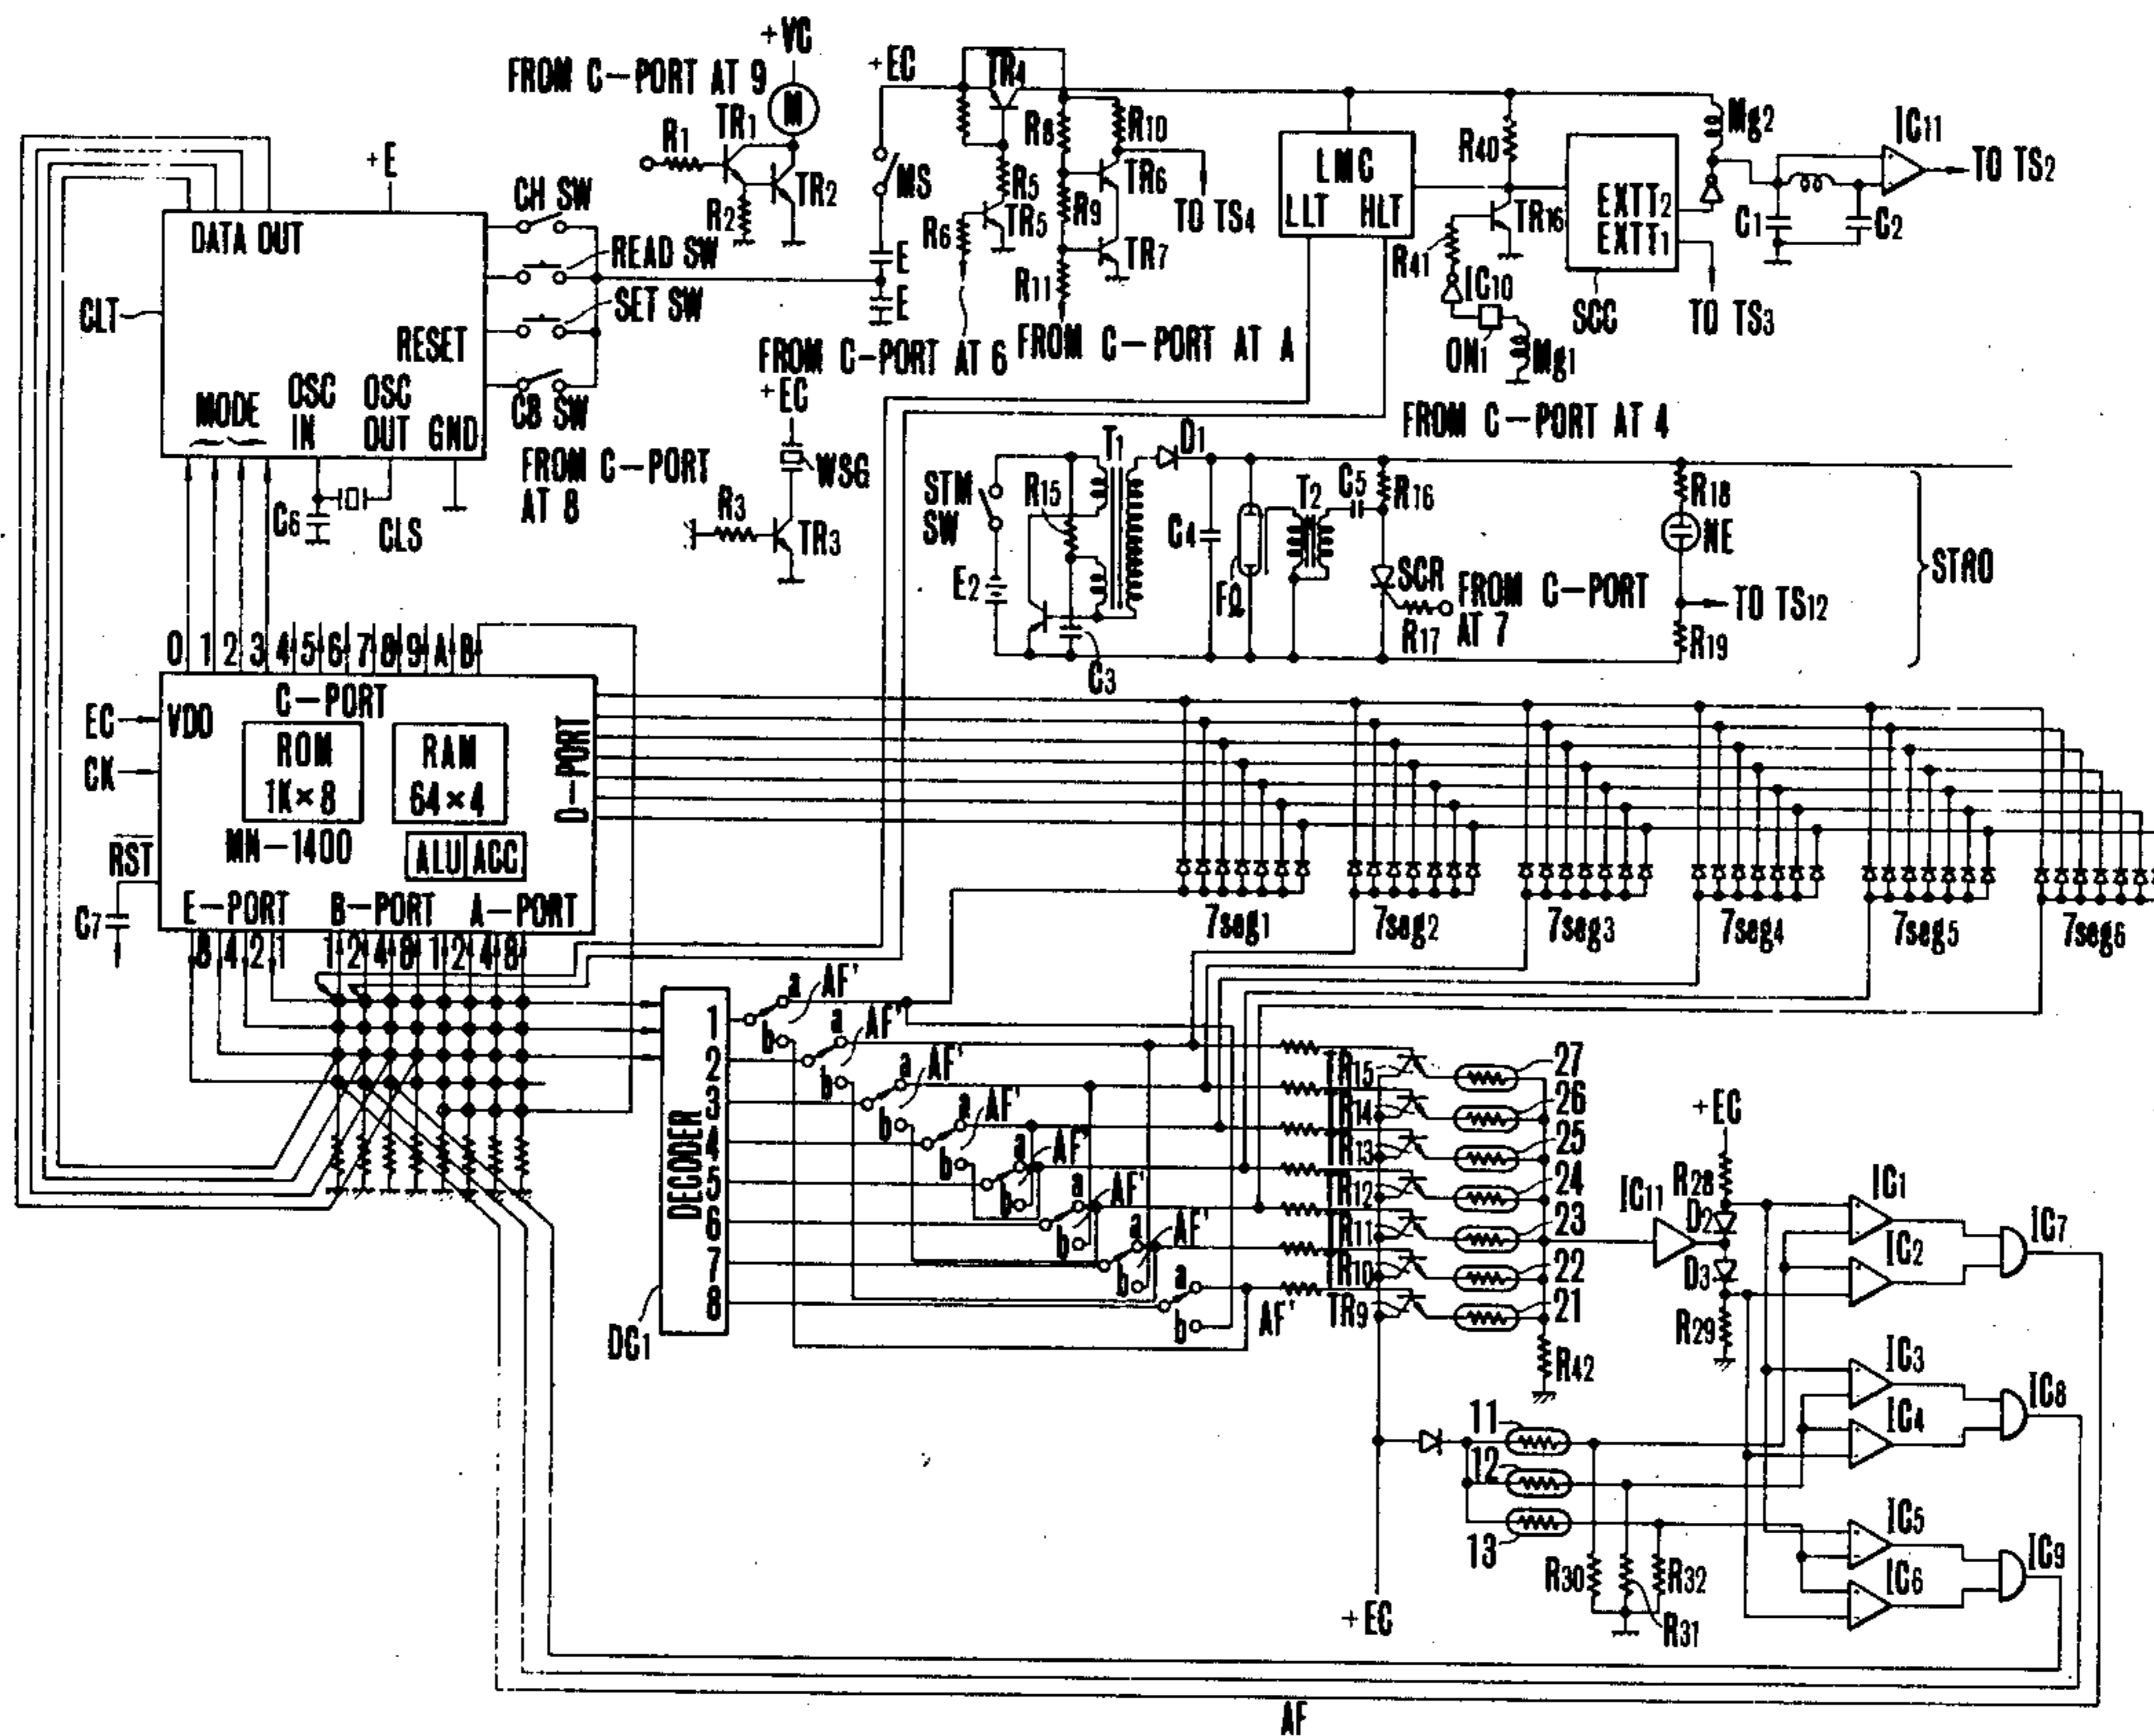 +VC
FROM C-PORT AT 9
M
R1
TR1
TR2
R2
+E
+EC
MS
E
E
TR4
R8
R10
R5
TR5
R6
R9
TR6
TR7
R11
TO TS4
FROM C-PORT AT 6
FROM C-PORT AT A
LMC
LLT HLT
R40
TR16
R41
IC10
ON1
Mg1
EXTT2
EXTT1
SCC
TO TS3
Mg2
IC11
TO TS2
C1
C2
FROM C-PORT AT 4
CLT
DATA OUT
CH SW
READ SW
SET SW
RESET
CB SW
MODE
OSC IN
OSC OUT
GND
C6
CLS
FROM C-PORT AT 8
+EC
WSG
R3
TR3
STM SW
R15
E2
T1
D1
C3
C4
FQ
T2
C5
R16
SCR
R17
FROM C-PORT AT 7
R18
NE
TO TS12
R19
STRO
0 1 2 3 4 5 6 7 8 9 A B
C-PORT
EC
VDD
CK
ROM
1K×8
RAM
64×4
MN-1400
ALU ACC
D-PORT
RST
C7
E-PORT
B-PORT
A-PORT
8 4 2 1
1 2 4 8
1 2 4 8
7seg1
7seg2
7seg3
7seg4
7seg5
7seg6
DECODER
1
2
3
4
5
6
7
8
DC1
a AF'
b
a AF'
b
a AF'
b
a AF'
b
a AF'
b
a AF'
b
a AF'
b
a
b
AF'
TR15
TR14
TR13
TR12
TR11
TR10
TR9
27
26
25
24
23
22
21
R42
IC11
+EC
R28
D2
D3
R29
IC1
IC2
IC7
IC3
IC4
IC8
IC5
IC6
IC9
11
12
13
R30
R31
R32
+EC
AF